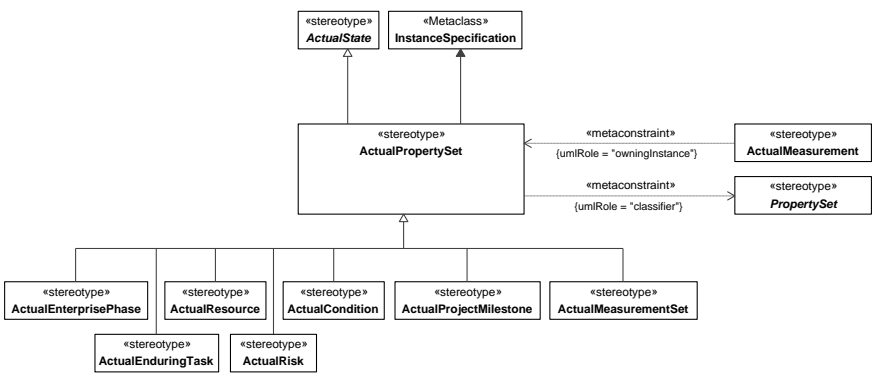 «stereotype»
ActualState
«Metaclass»
InstanceSpecification
«stereotype»
ActualPropertySet
«metaconstraint»
{umlRole = "owningInstance"}
«stereotype»
ActualMeasurement
«metaconstraint»
{umlRole = "classifier"}
«stereotype»
PropertySet
«stereotype»
ActualEnterprisePhase
«stereotype»
ActualResource
«stereotype»
ActualCondition
«stereotype»
ActualProjectMilestone
«stereotype»
ActualMeasurementSet
«stereotype»
ActualEnduringTask
«stereotype»
ActualRisk